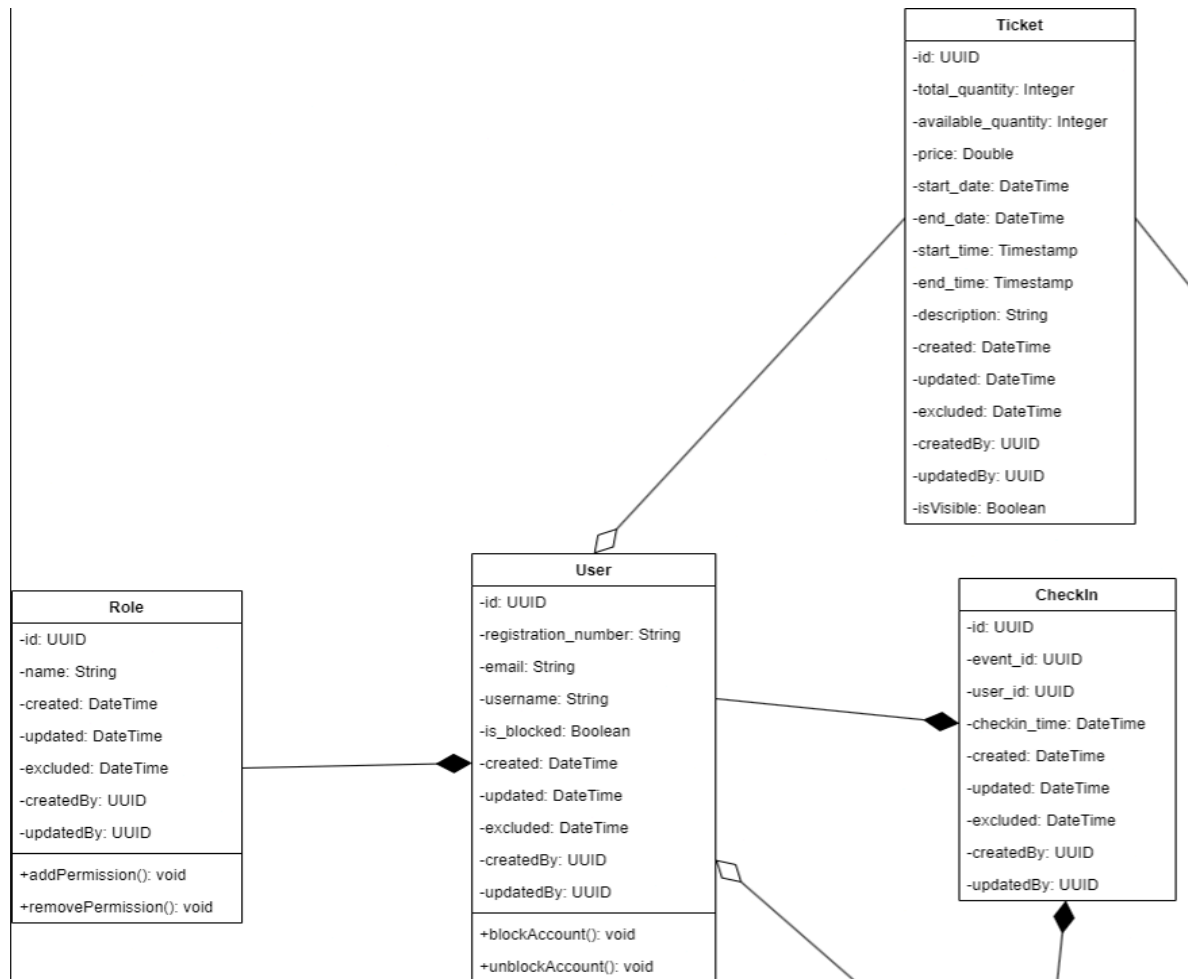 Ticket
-id: UUID
-total_quantity: Integer
-available_quantity: Integer
-price: Double
-start_date: DateTime
-end_date: DateTime
-start_time: Timestamp
-end_time: Timestamp
-description: String
-created: DateTime
-updated: DateTime
-excluded: DateTime
-createdBy: UUID
-updatedBy: UUID
-isVisible: Boolean
Role
-id: UUID
-name: String
-created: DateTime
-updated: DateTime
-excluded: DateTime
-createdBy: UUID
-updatedBy: UUID
+addPermission(): void
+removePermission(): void
User
-id: UUID
-registration_number: String
-email: String
-username: String
-is_blocked: Boolean
-created: DateTime
-updated: DateTime
-excluded: DateTime
-createdBy: UUID
-updatedBy: UUID
+blockAccount(): void
+unblockAccount(): void
CheckIn
-id: UUID
-event_id: UUID
-user_id: UUID
-checkin_time: DateTime
-created: DateTime
-updated: DateTime
-excluded: DateTime
-createdBy: UUID
-updatedBy: UUID